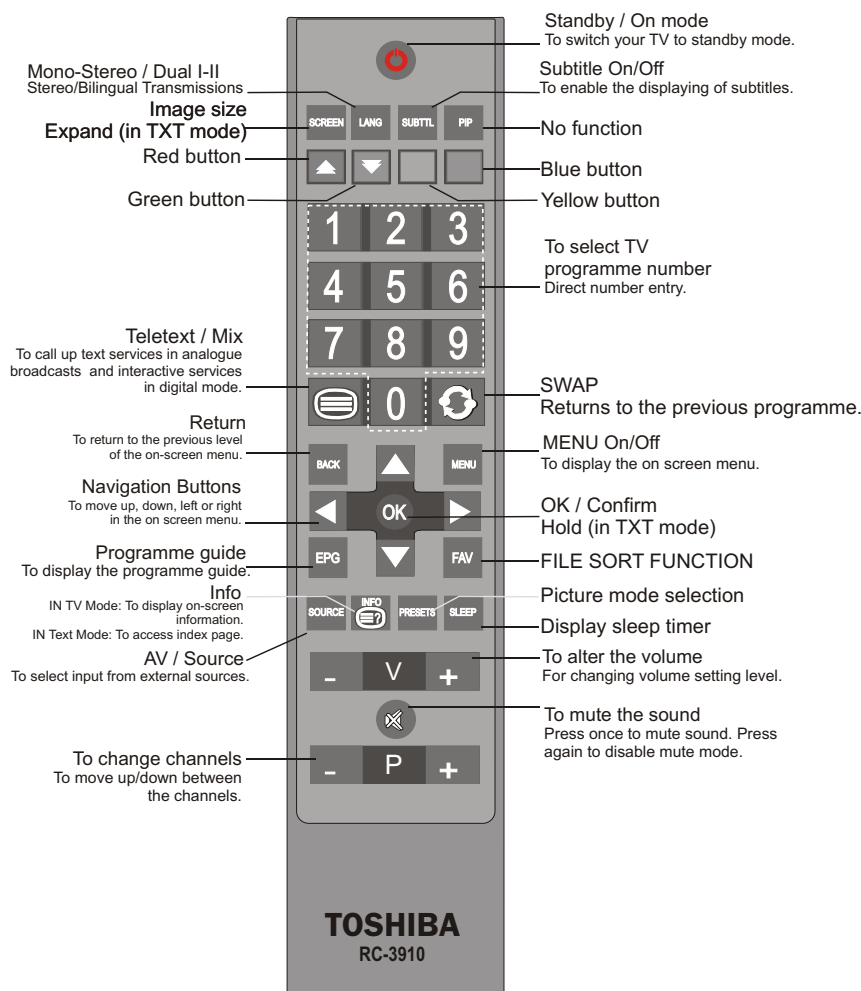 Standby / On mode
To switch your TV to standby mode.
Mono-Stereo / Dual I-II
Stereo/Bilingual Transmissions
Subtitle On/Off
To enable the displaying of subtitles.
Image size
Expand (in TXT mode)
SCREEN LANG SUBTTL PIP
No function
Red button
Blue button
Green button
Yellow button
1 2 3
To select TV
programme number
Direct number entry.
4 5 6
7 8 9
Teletext / Mix
To call up text services in analogue
broadcasts and interactive services
in digital mode.
0
SWAP
Returns to the previous programme.
Return
To return to the previous level
of the on-screen menu.
BACK
MENU
MENU On/Off
To display the on screen menu.
Navigation Buttons
To move up, down, left or right
in the on screen menu.
OK
OK / Confirm
Hold (in TXT mode)
Programme guide
To display the programme guide.
EPG
FAV
FILE SORT FUNCTION
Info
IN TV Mode: To display on-screen
information.
IN Text Mode: To access index page.
SOURCE INFO PRESETS SLEEP
?
Picture mode selection
Display sleep timer
AV / Source
To select input from external sources.
- V +
To alter the volume
For changing volume setting level.
To mute the sound
Press once to mute sound. Press
again to disable mute mode.
To change channels
To move up/down between
the channels.
- P +
TOSHIBA
RC-3910